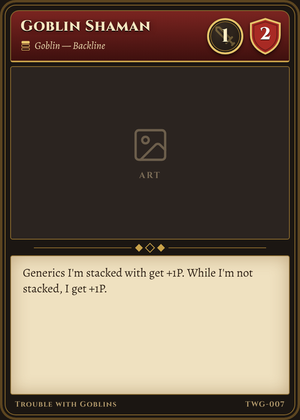 Goblin Shaman
Goblin — Backline
1
2
ART
Generics I'm stacked with get +1P. While I'm not
stacked, I get +1P.
Trouble with Goblins
TWG-007